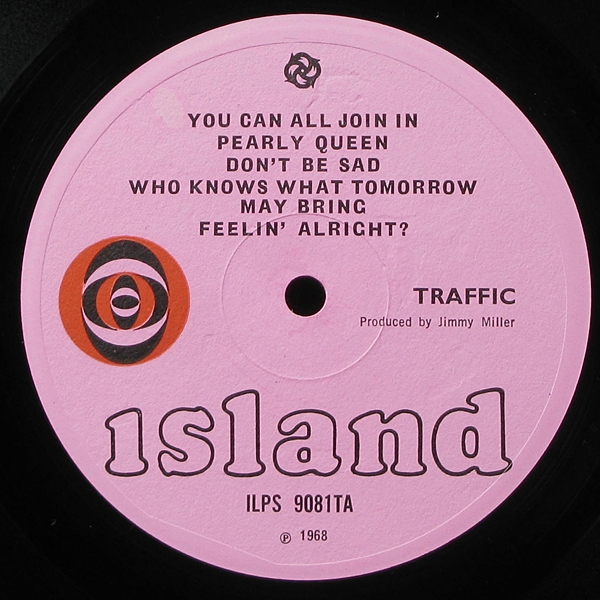 YOU CAN ALL JOIN IN
PEARLY QUEEN
DON'T BE SAD
WHO KNOWS WHAT TOMORROW
MAY BRING
FEELIN' ALRIGHT?
TRAFFIC
Produced by Jimmy Miller
island
ILPS 9081TA
℗ 1968